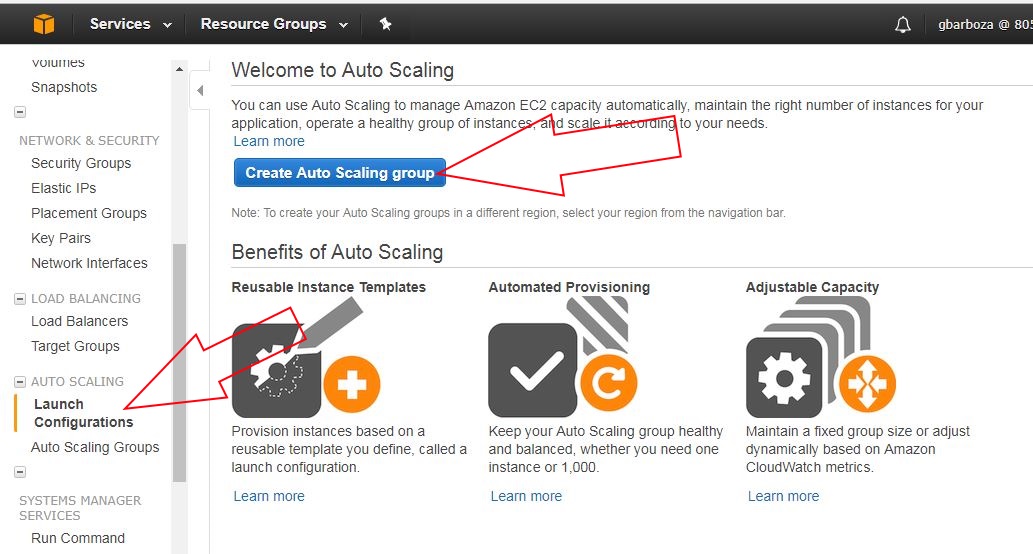 Services
Resource Groups
gbarboza @ 805
Volumes
Snapshots
NETWORK & SECURITY
Security Groups
Elastic IPs
Placement Groups
Key Pairs
Network Interfaces
LOAD BALANCING
Load Balancers
Target Groups
AUTO SCALING
Launch
Configurations
Auto Scaling Groups
SYSTEMS MANAGER
SERVICES
Run Command
Welcome to Auto Scaling
You can use Auto Scaling to manage Amazon EC2 capacity automatically, maintain the right number of instances for your
application, operate a healthy group of instances, and scale it according to your needs.
Learn more
Create Auto Scaling group
Note: To create your Auto Scaling groups in a different region, select your region from the navigation bar.
Benefits of Auto Scaling
Reusable Instance Templates
Provision instances based on a
reusable template you define, called a
launch configuration.
Learn more
Automated Provisioning
Keep your Auto Scaling group healthy
and balanced, whether you need one
instance or 1,000.
Learn more
Adjustable Capacity
Maintain a fixed group size or adjust
dynamically based on Amazon
CloudWatch metrics.
Learn more